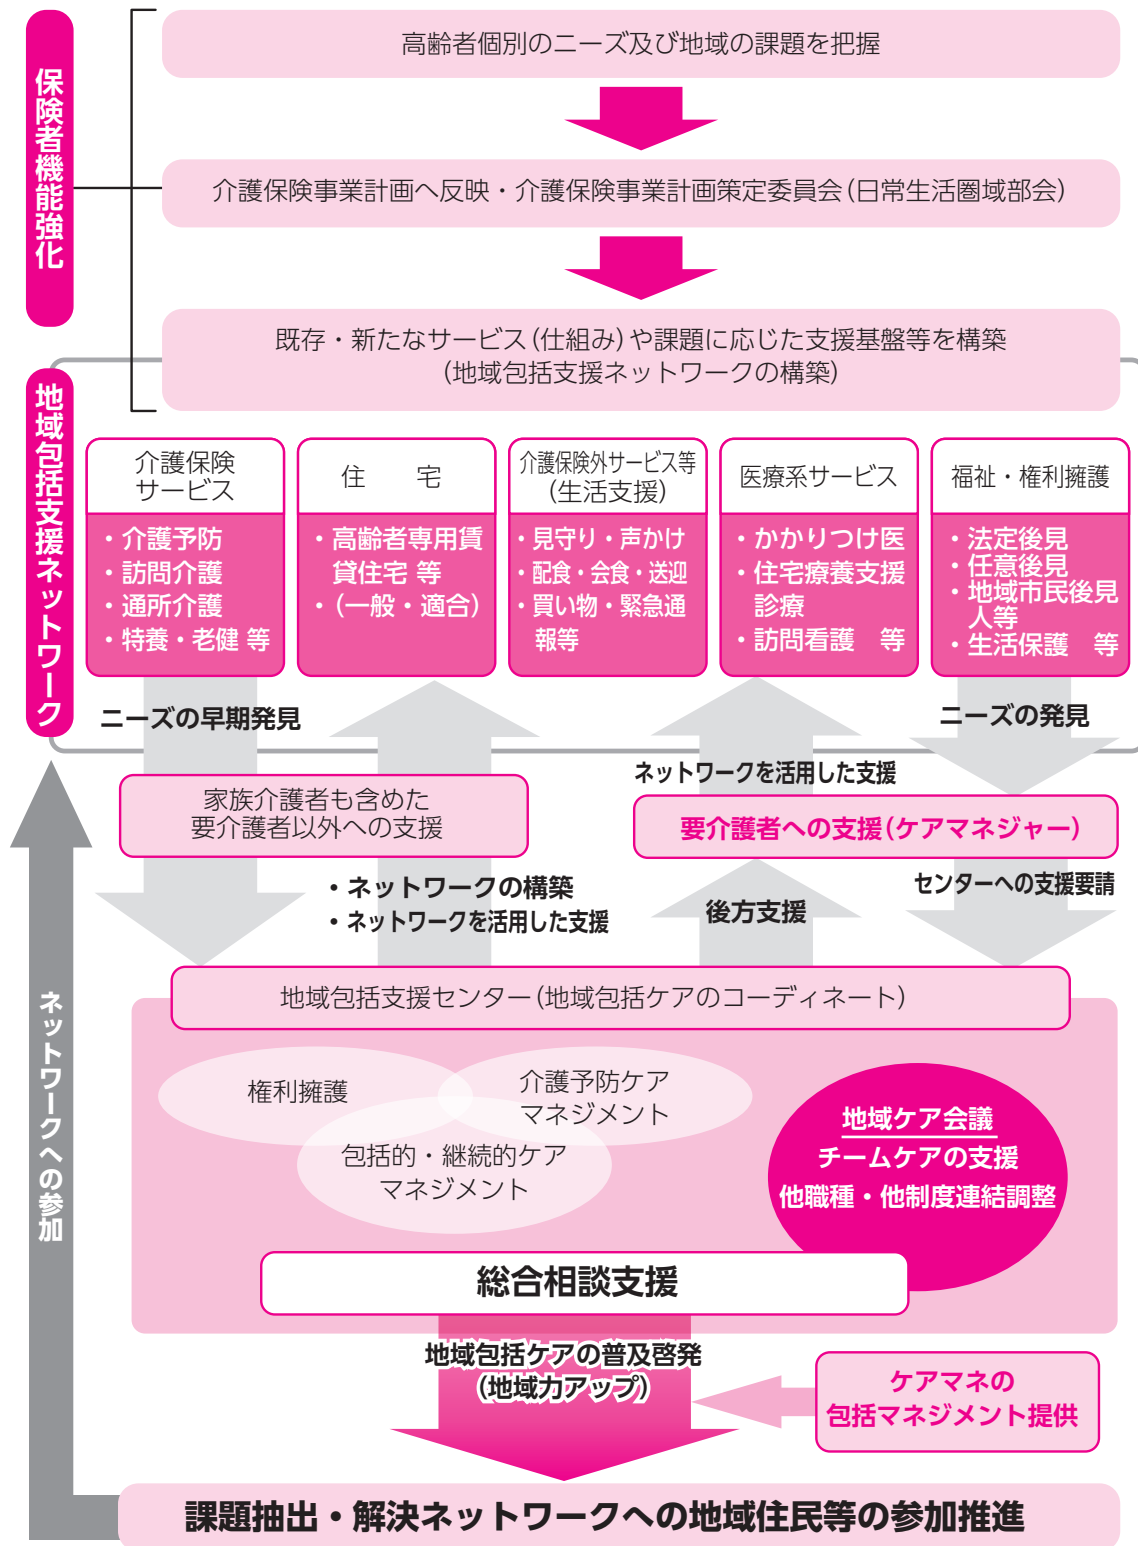 保険者機能強化
高齢者個別のニーズ及び地域の課題を把握
介護保険事業計画へ反映・介護保険事業計画策定委員会(日常生活圏域部会)
既存・新たなサービス(仕組み)や課題に応じた支援基盤等を構築
(地域包括支援ネットワークの構築)
地域包括支援ネットワーク
介護保険
サービス
・介護予防
・訪問介護
・通所介護
・特養・老健 等
住　宅
・高齢者専用賃
貸住宅 等
・(一般・適合)
介護保険外サービス等
(生活支援)
・見守り・声かけ
・配食・会食・送迎
・買い物・緊急通
報等
医療系サービス
・かかりつけ医
・住宅療養支援
診療
・訪問看護　等
福祉・権利擁護
・法定後見
・任意後見
・地域市民後見
人等
・生活保護　等
ニーズの早期発見
ニーズの発見
ネットワークを活用した支援
家族介護者も含めた
要介護者以外への支援
要介護者への支援(ケアマネジャー)
・ネットワークの構築
・ネットワークを活用した支援
後方支援
センターへの支援要請
地域包括支援センター(地域包括ケアのコーディネート)
権利擁護
介護予防ケア
マネジメント
包括的・継続的ケア
マネジメント
地域ケア会議
チームケアの支援
他職種・他制度連結調整
総合相談支援
地域包括ケアの普及啓発
(地域力アップ)
ケアマネの
包括マネジメント提供
ネットワークへの参加
課題抽出・解決ネットワークへの地域住民等の参加推進